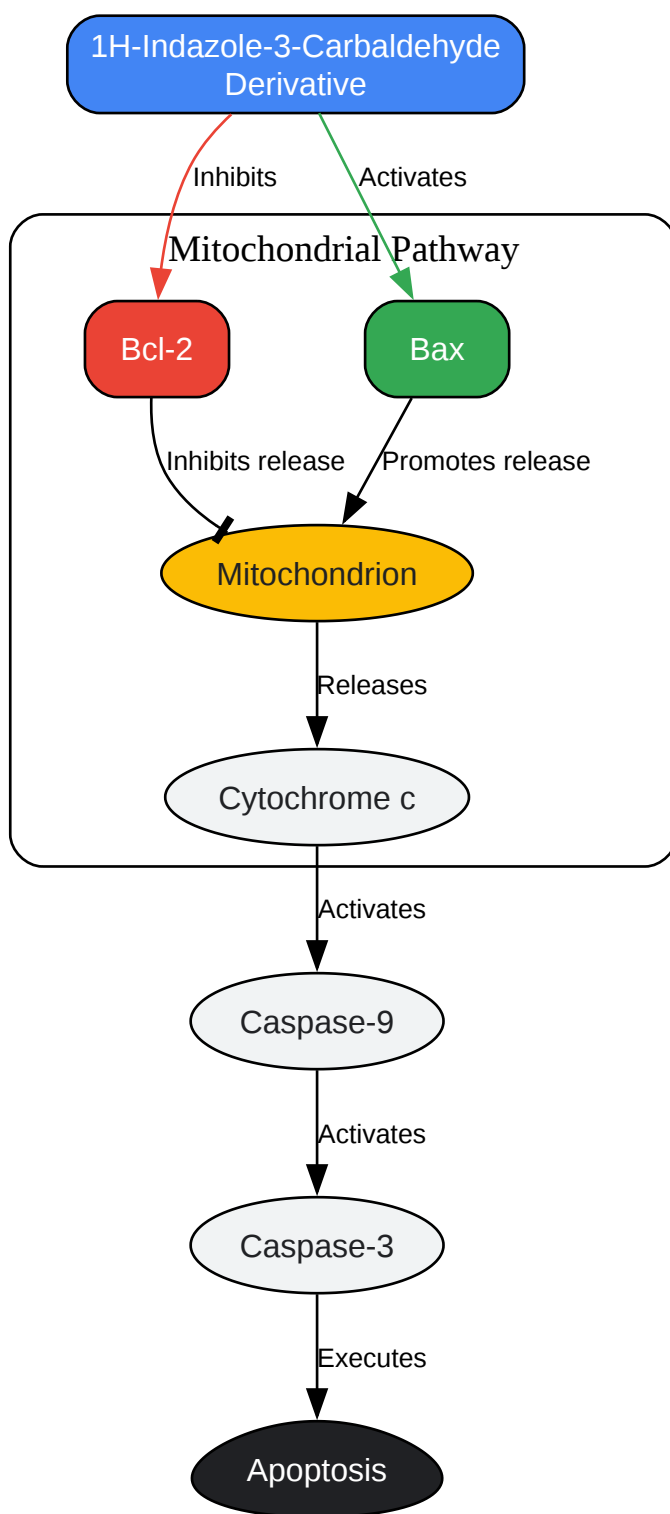 1H-Indazole-3-Carbaldehyde
Derivative
Inhibits
Activates
Mitochondrial Pathway
Bcl-2
Bax
Inhibits release
Promotes release
Mitochondrion
Releases
Cytochrome c
Activates
Caspase-9
Activates
Caspase-3
Executes
Apoptosis